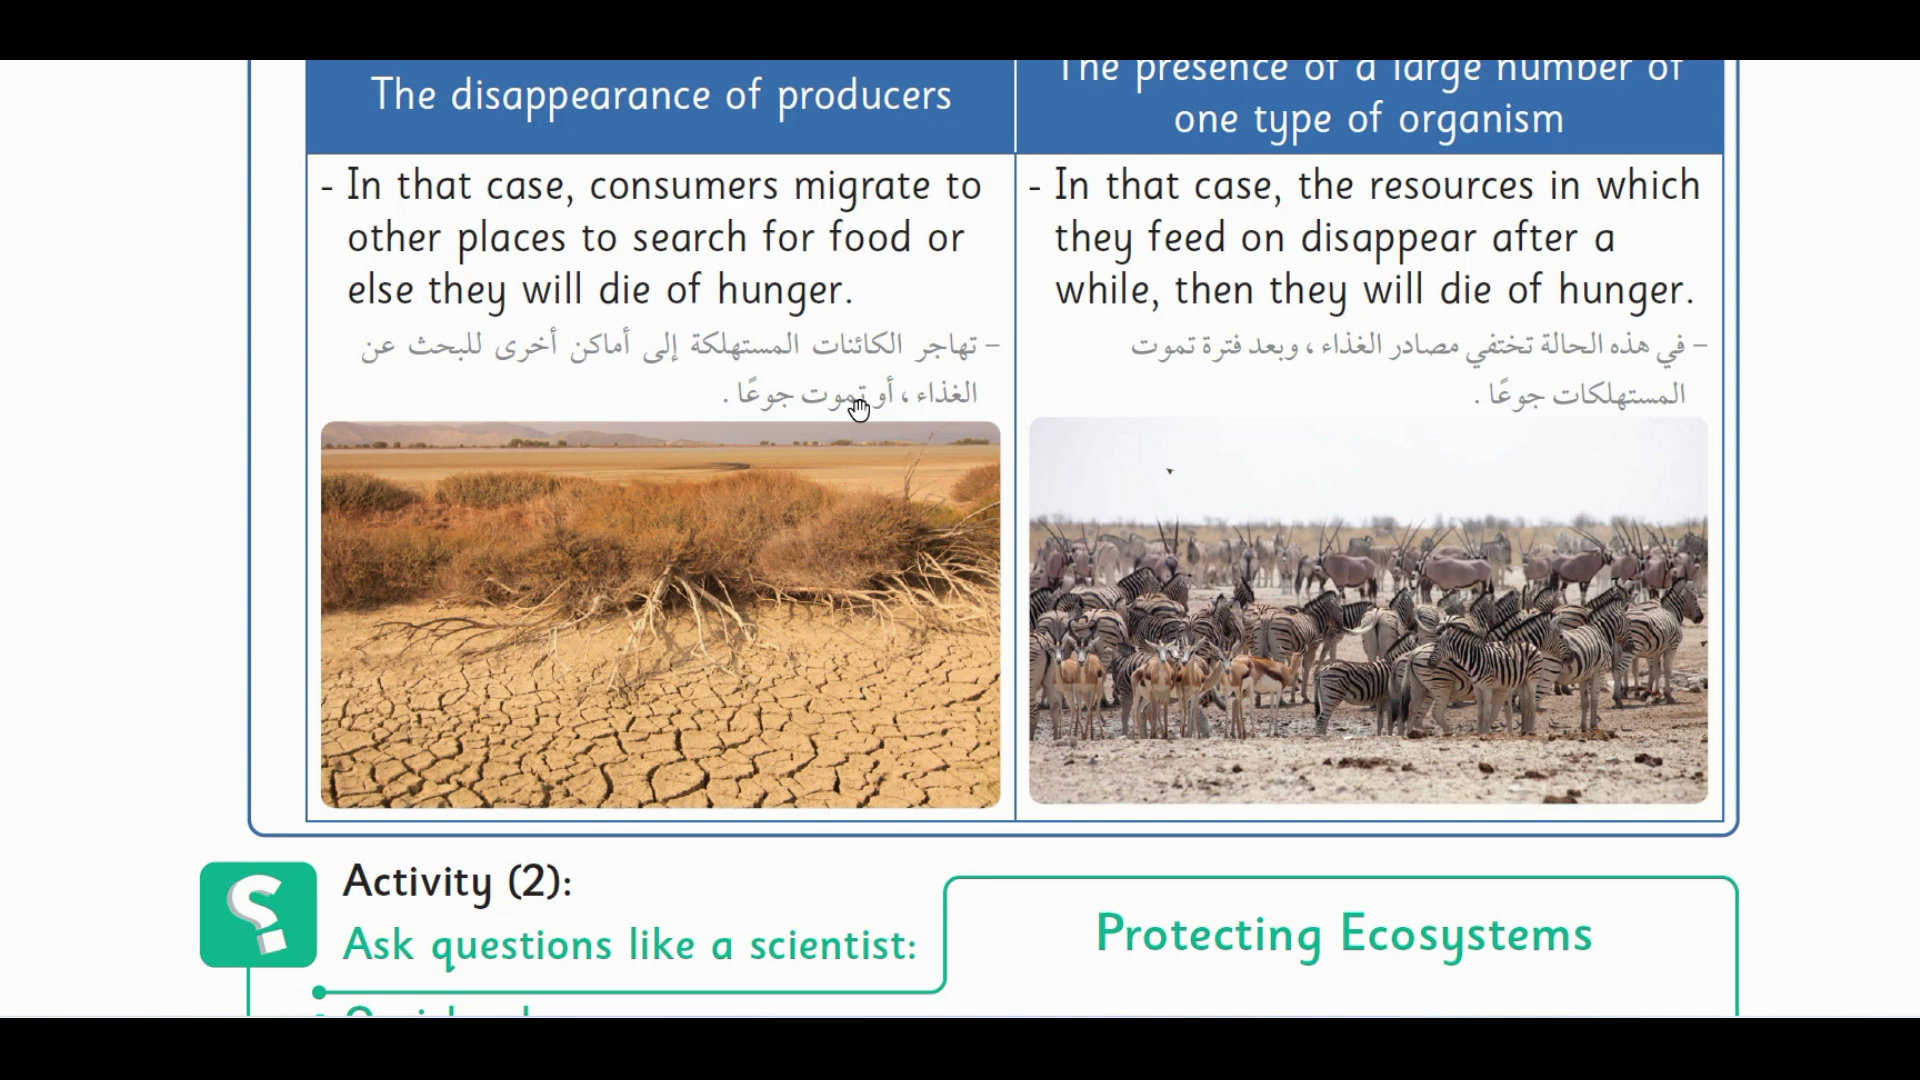 The disappearance of producers
The presence of a large number of
one type of organism
- In that case, consumers migrate to
other places to search for food or
else they will die of hunger.
– تهاجر الكائنات المستهلكة إلى أماكن أخرى للبحث عن
الغذاء ، أو تموت جوعًا .
- In that case, the resources in which
they feed on disappear after a
while, then they will die of hunger.
– في هذه الحالة تختفي مصادر الغذاء ، وبعد فترة تموت
المستهلكات جوعًا .
Activity (2):
Ask questions like a scientist:
Protecting Ecosystems